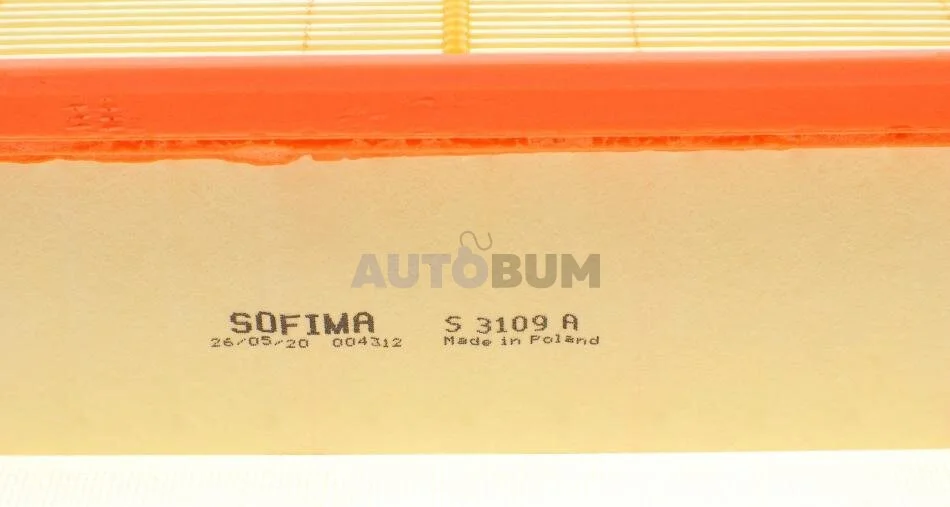 AUTOBUM
SOFIMA S 3109 A
26/05/20 004312 Made in Poland